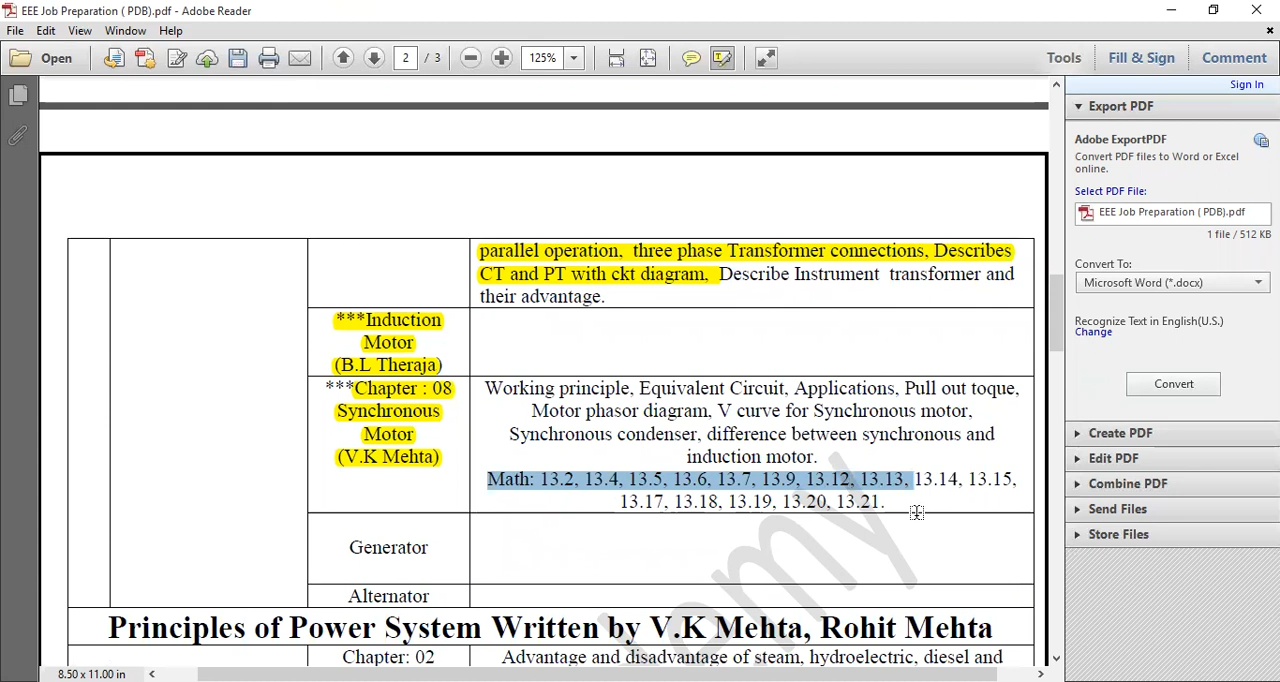 EEE Job Preparation ( PDB).pdf - Adobe Reader
File Edit View Window Help
Open 2 / 3 125% Tools Fill & Sign Comment
Sign In
Export PDF
Adobe ExportPDF
Convert PDF files to Word or Excel
online.
Select PDF File:
EEE Job Preparation ( PDB).pdf
1 file / 512 KB
Convert To:
Microsoft Word (*.docx)
Recognize Text in English(U.S.)
Change
Convert
Create PDF
Edit PDF
Combine PDF
Send Files
Store Files
parallel operation, three phase Transformer connections, Describes
CT and PT with ckt diagram, Describe Instrument transformer and
their advantage.
***Induction
Motor
(B.L Theraja)
***Chapter : 08
Synchronous
Motor
(V.K Mehta)
Working principle, Equivalent Circuit, Applications, Pull out toque,
Motor phasor diagram, V curve for Synchronous motor,
Synchronous condenser, difference between synchronous and
induction motor.
Math: 13.2, 13.4, 13.5, 13.6, 13.7, 13.9, 13.12, 13.13, 13.14, 13.15,
13.17, 13.18, 13.19, 13.20, 13.21.
Generator
Alternator
Principles of Power System Written by V.K Mehta, Rohit Mehta
Chapter: 02 Advantage and disadvantage of steam, hydroelectric, diesel and
8.50 x 11.00 in